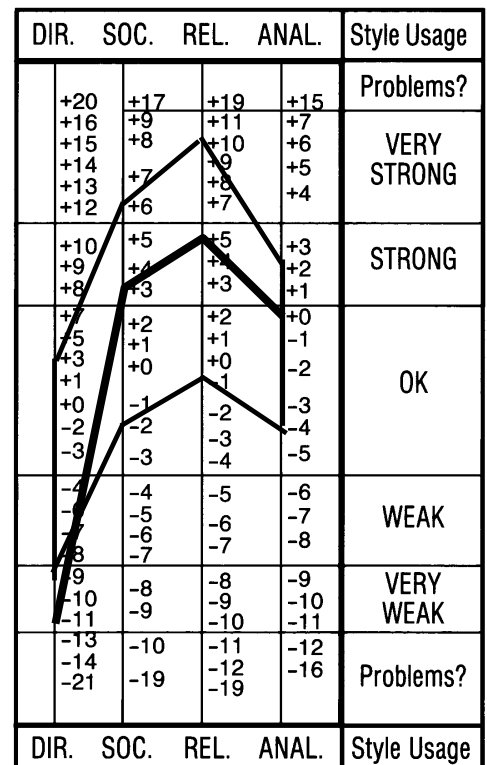 DIR. SOC. REL. ANAL. Style Usage
Problems?
+20 +17 +19 +15
+16 +9 +11 +7
+15 +8 +10 +6 VERY
+14 +7 +9 +5 STRONG
+13 +8 +4
+12 +6 +7
+10 +5 +5 +3
+9 +4 +4 +2 STRONG
+8 +3 +3 +1
+7 +2 +2 +0
+5 +1 +1 -1
+3 +0 +0 -2
+1 -1 OK
+0 -1 -2 -3
-2 -2 -3 -4
-3 -3 -4 -5
-4 -4 -5 -6
-6 -5 -6 -7 WEAK
-7 -6 -7 -8
-8 -7
-9 -8 -8 -9 VERY
-10 -9 -9 -10 WEAK
-11 -10 -11
-13 -10 -11 -12
-14 -12 -16 Problems?
-21 -19 -19
DIR. SOC. REL. ANAL. Style Usage